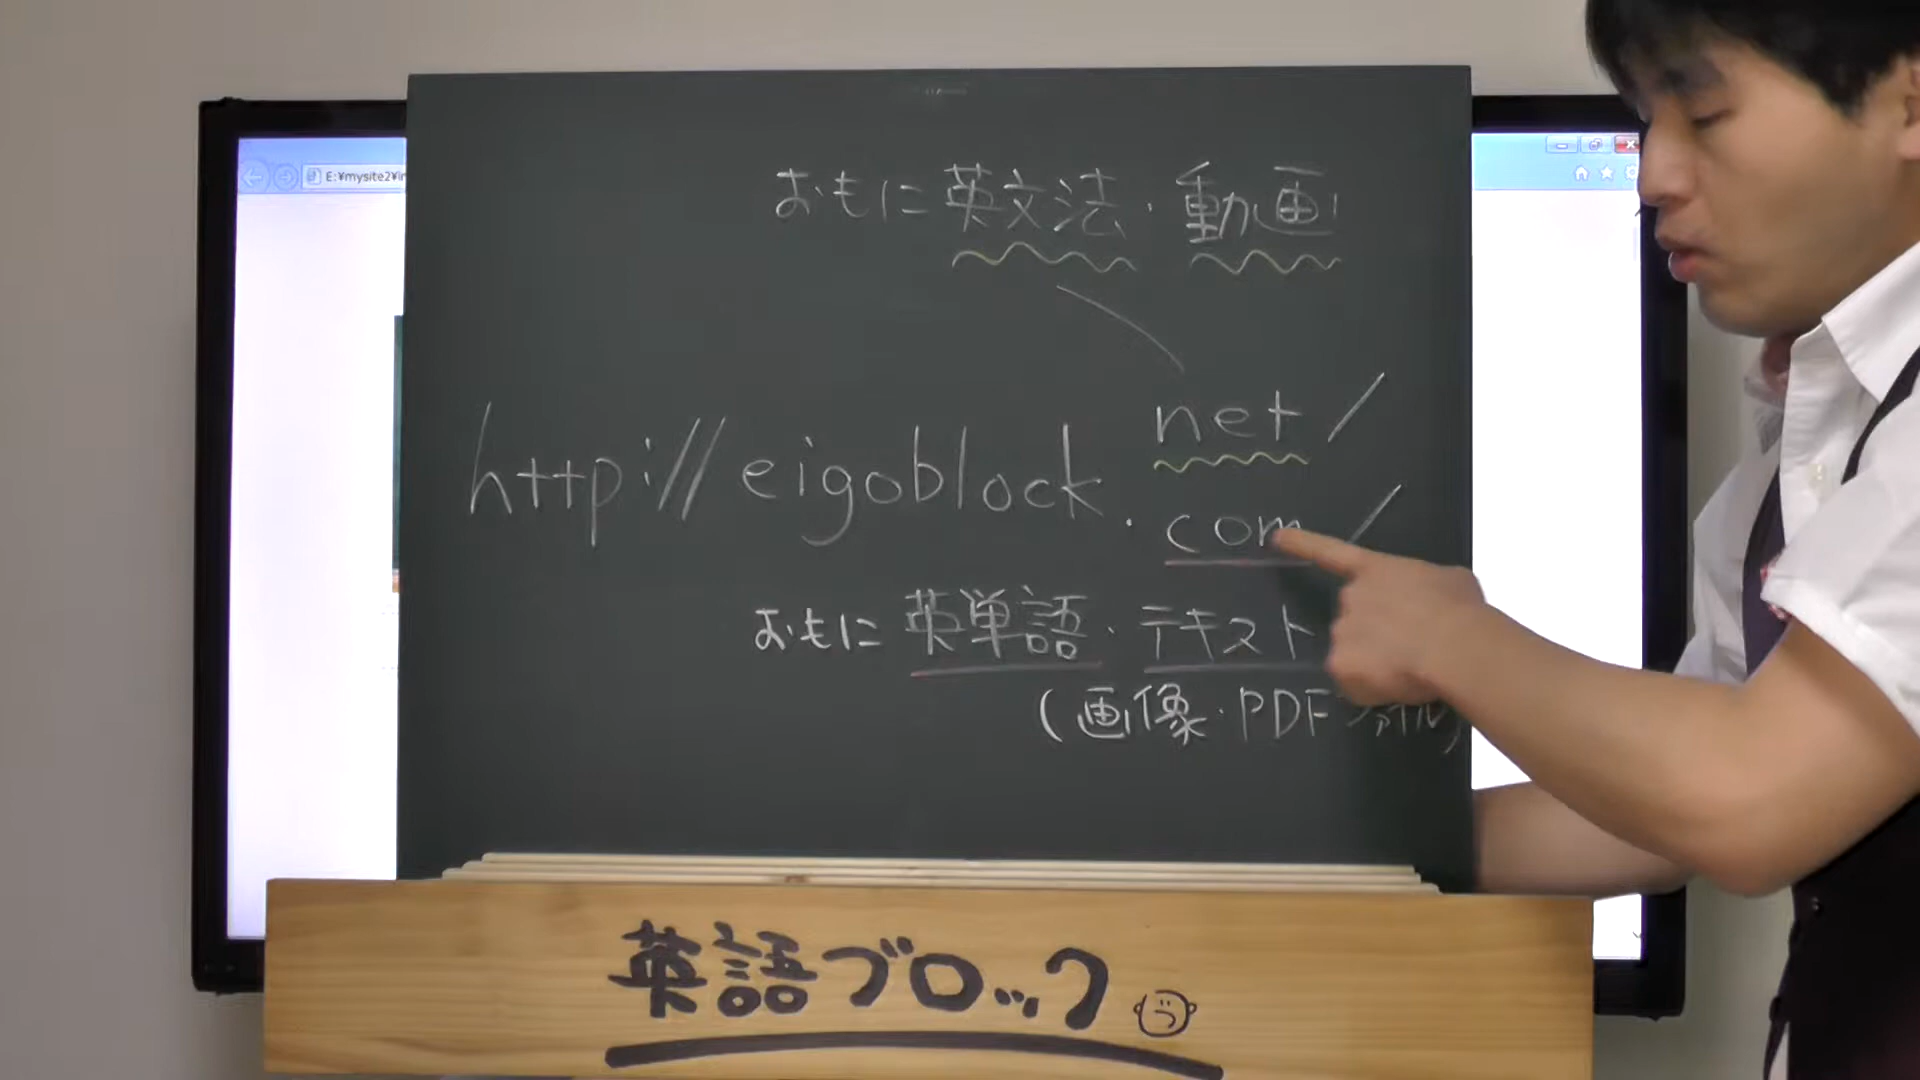 E:¥mysite2¥in
おもに 英文法・動画
net/
http://eigoblock.
com/
おもに 英単語・テキスト
(画像・PDFファイル)
英語ブロック